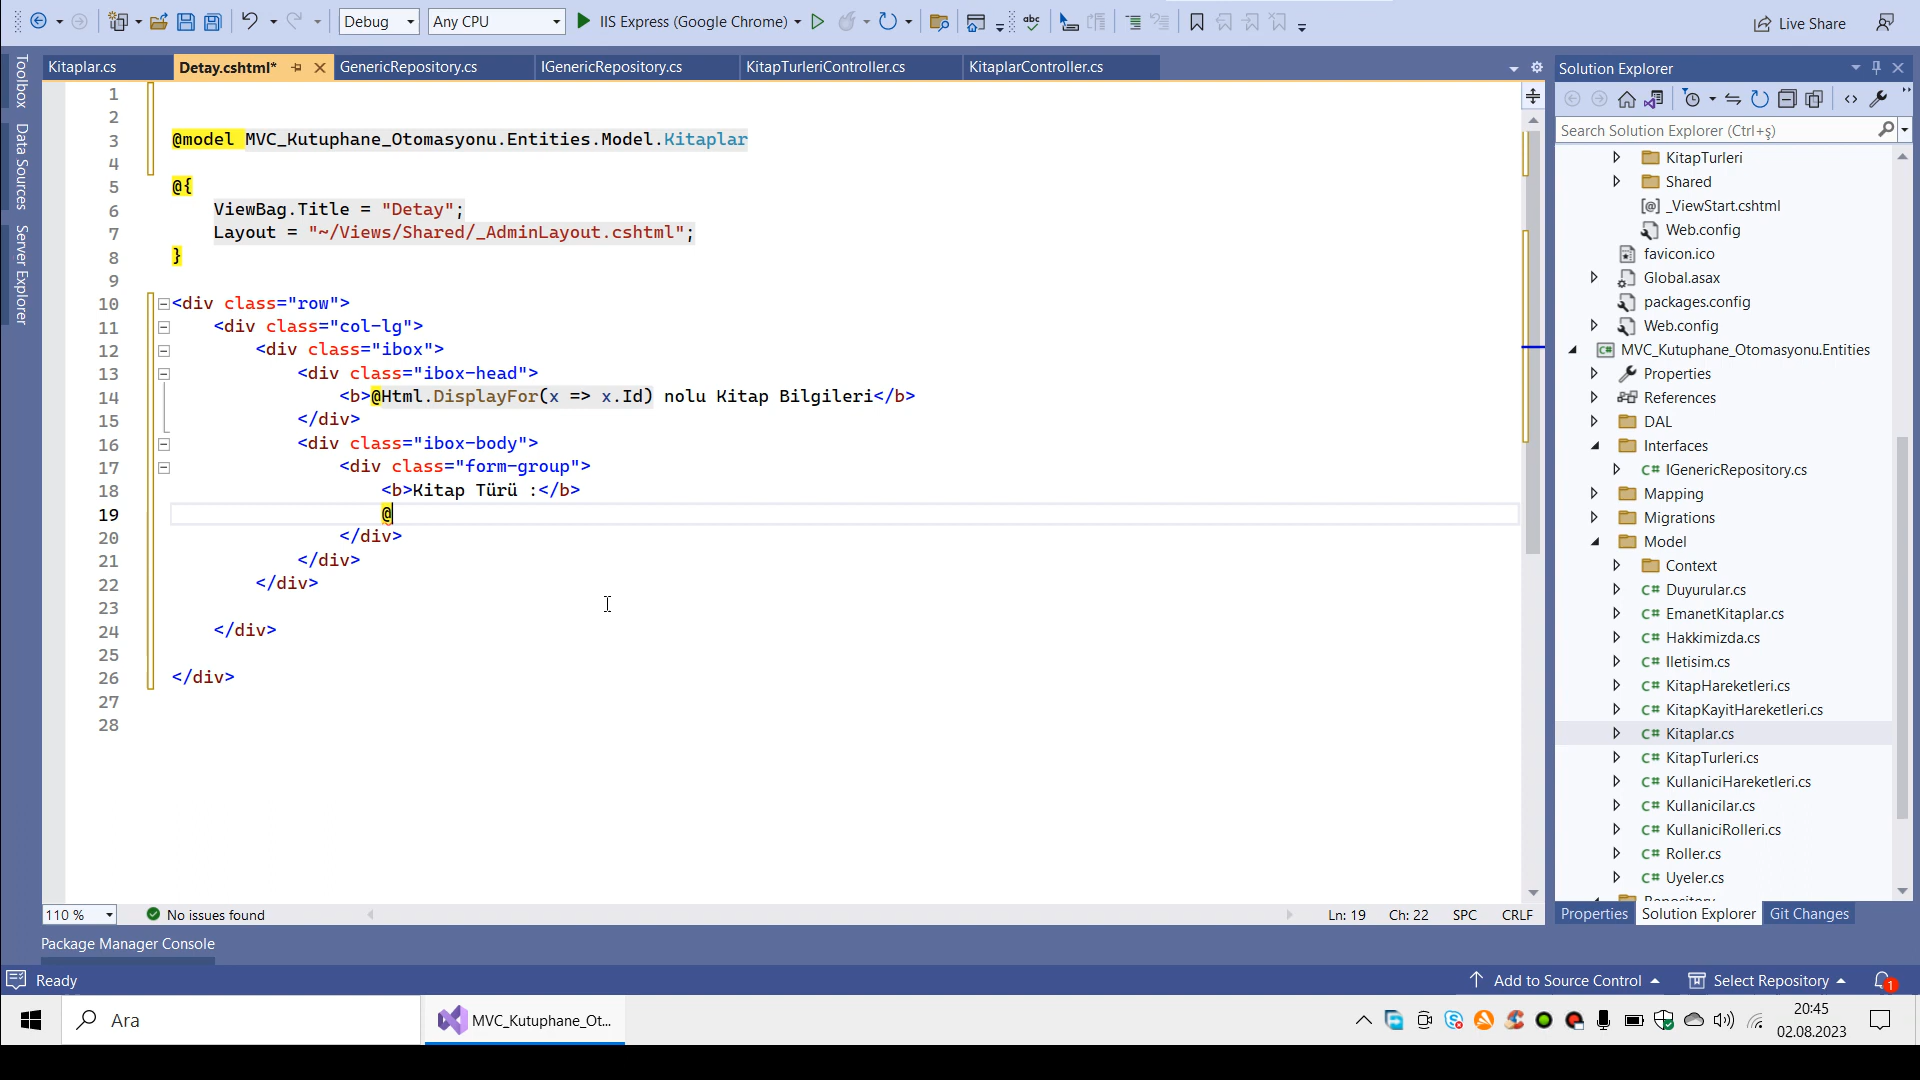 Debug
Any CPU
IIS Express (Google Chrome)
abc
Live Share
Toolbox
Data Sources
Server Explorer
Kitaplar.cs
Detay.cshtml*
GenericRepository.cs
IGenericRepository.cs
KitapTurleriController.cs
KitaplarController.cs
1
2
3 @model MVC_Kutuphane_Otomasyonu.Entities.Model.Kitaplar
4
5 @{
6 ViewBag.Title = "Detay";
7 Layout = "~/Views/Shared/_AdminLayout.cshtml";
8 }
9
10 <div class="row">
11 <div class="col-lg">
12 <div class="ibox">
13 <div class="ibox-head">
14 <b>@Html.DisplayFor(x => x.Id) nolu Kitap Bilgileri</b>
15 </div>
16 <div class="ibox-body">
17 <div class="form-group">
18 <b>Kitap Türü :</b>
19 @
20 </div>
21 </div>
22 </div>
23
24 </div>
25
26 </div>
27
28
110 %
No issues found
Ln: 19
Ch: 22
SPC
CRLF
Solution Explorer
Search Solution Explorer (Ctrl+ş)
KitapTurleri
Shared
[@] _ViewStart.cshtml
Web.config
favicon.ico
Global.asax
packages.config
Web.config
C# MVC_Kutuphane_Otomasyonu.Entities
Properties
References
DAL
Interfaces
C# IGenericRepository.cs
Mapping
Migrations
Model
Context
C# Duyurular.cs
C# EmanetKitaplar.cs
C# Hakkimizda.cs
C# Iletisim.cs
C# KitapHareketleri.cs
C# KitapKayitHareketleri.cs
C# Kitaplar.cs
C# KitapTurleri.cs
C# KullaniciHareketleri.cs
C# Kullanicilar.cs
C# KullaniciRolleri.cs
C# Roller.cs
C# Uyeler.cs
Properties
Solution Explorer
Git Changes
Package Manager Console
Ready
Add to Source Control
Select Repository
1
Ara
MVC_Kutuphane_Ot...
20:45
02.08.2023